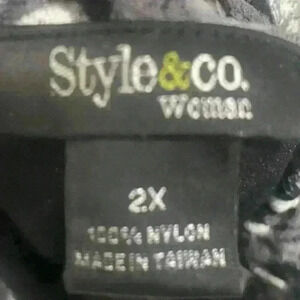 Style&co.
Woman
2X
100% NYLON
MADE IN TAIWAN